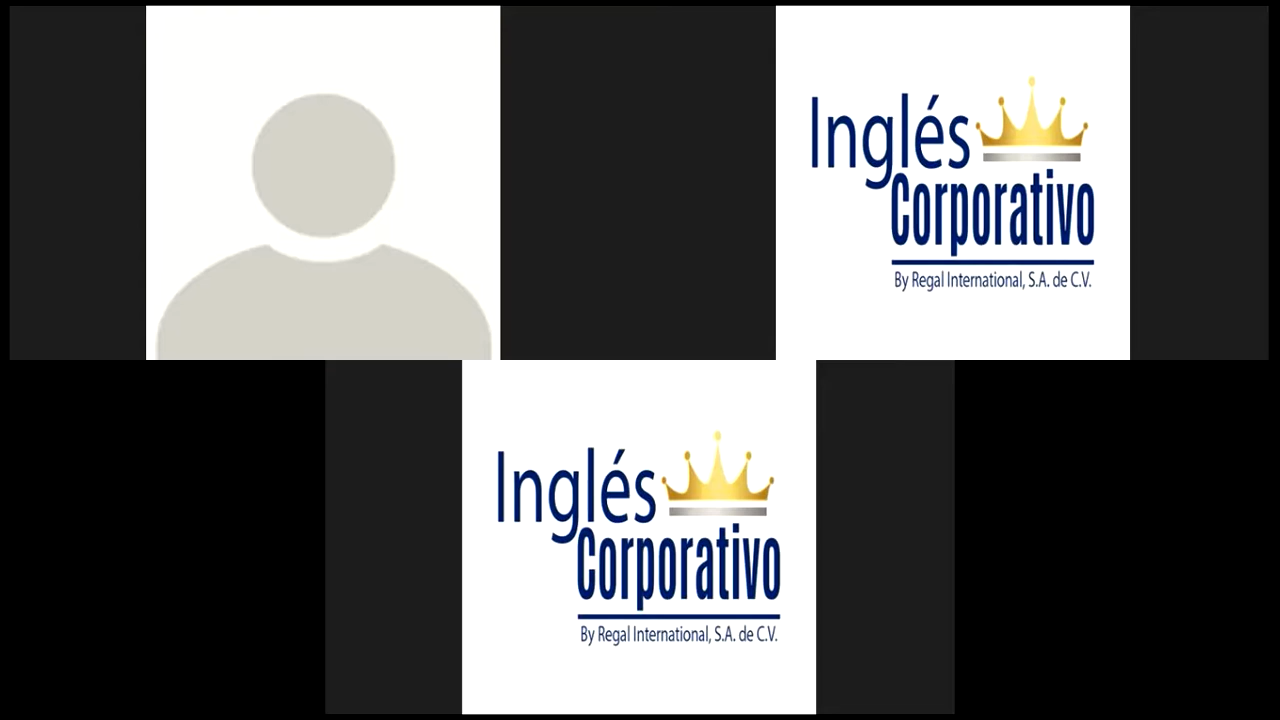 Inglés
Corporativo
By Regal International, S.A. de C.V.
Inglés
Corporativo
By Regal International, S.A. de C.V.